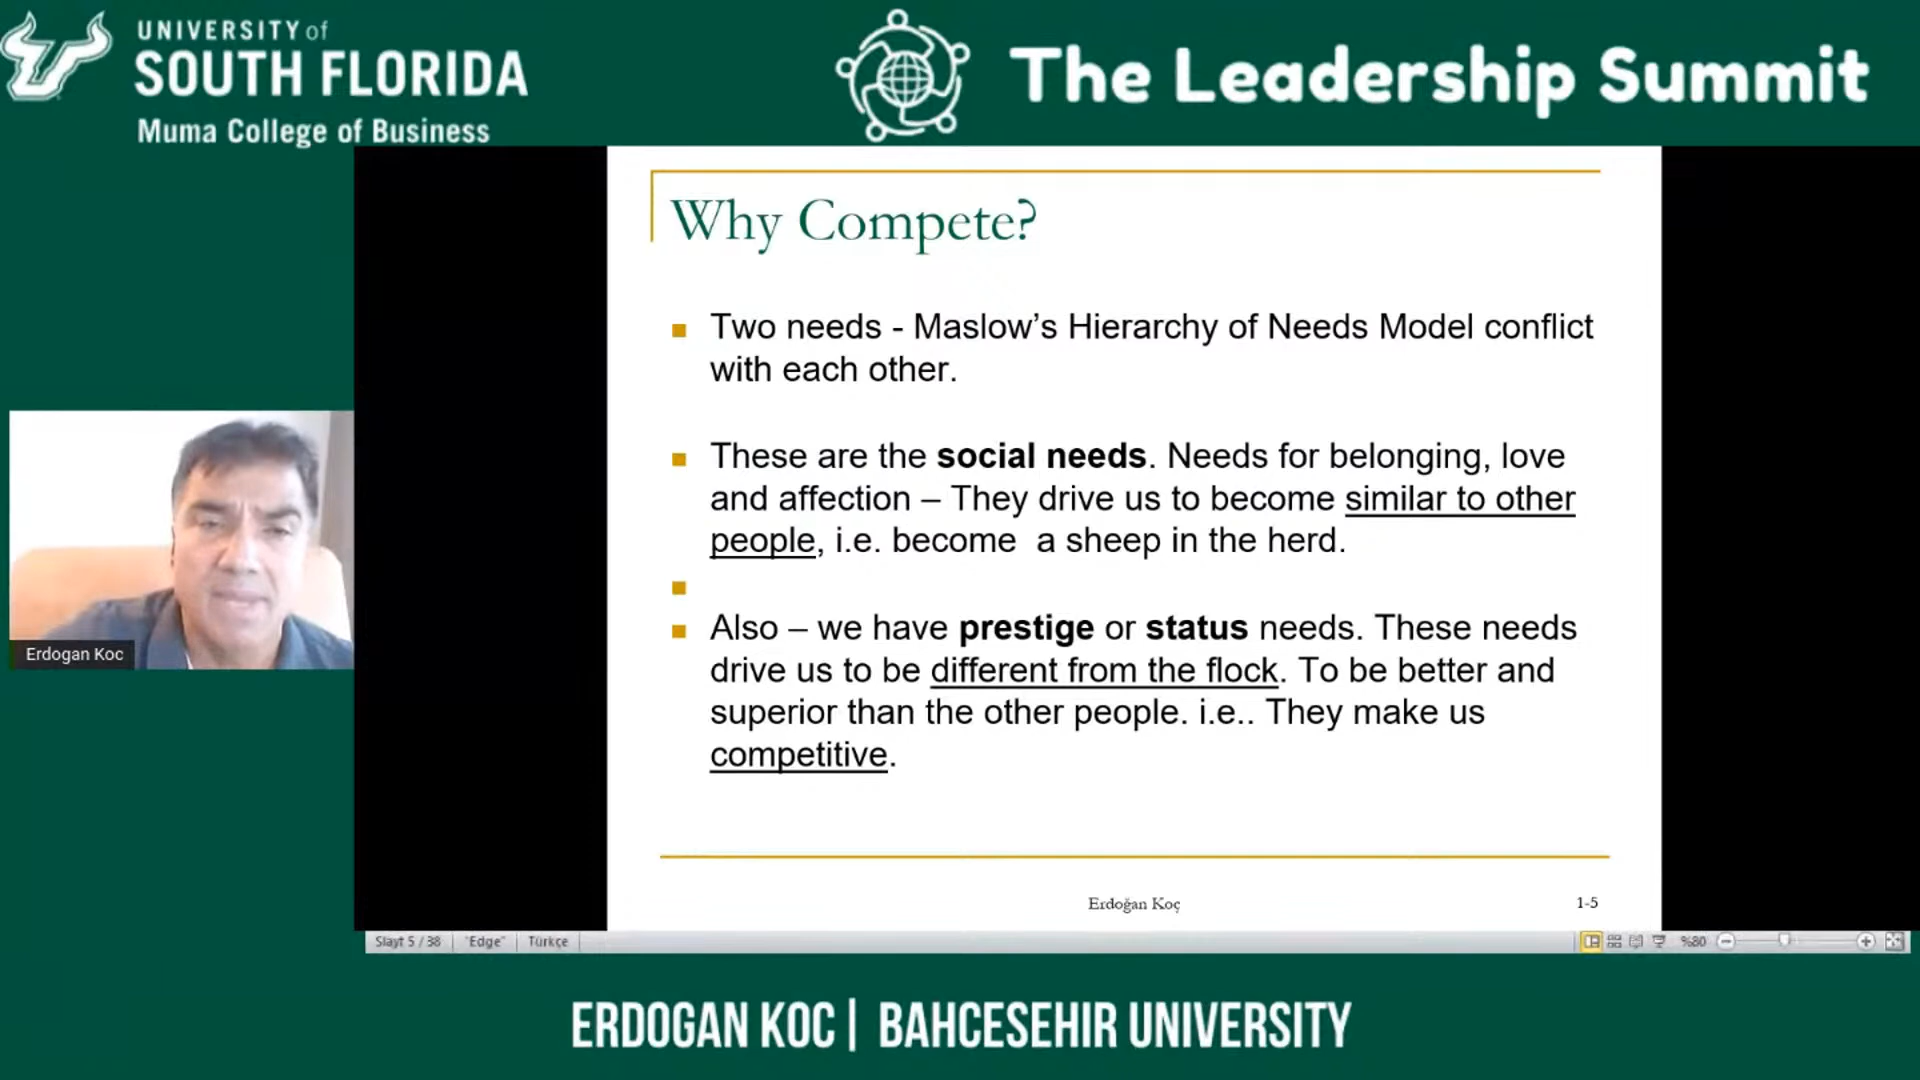 UNIVERSITY of
SOUTH FLORIDA
Muma College of Business
The Leadership Summit
Why Compete?
Two needs - Maslow’s Hierarchy of Needs Model conflict
with each other.
These are the social needs. Needs for belonging, love
and affection – They drive us to become similar to other
people, i.e. become  a sheep in the herd.
Also – we have prestige or status needs. These needs
drive us to be different from the flock. To be better and
superior than the other people. i.e.. They make us
competitive.
Erdoğan Koç
1-5
Erdogan Koc
Slayt 5 / 38
"Edge"
Türkçe
%80
ERDOGAN KOC | BAHCESEHIR UNIVERSITY